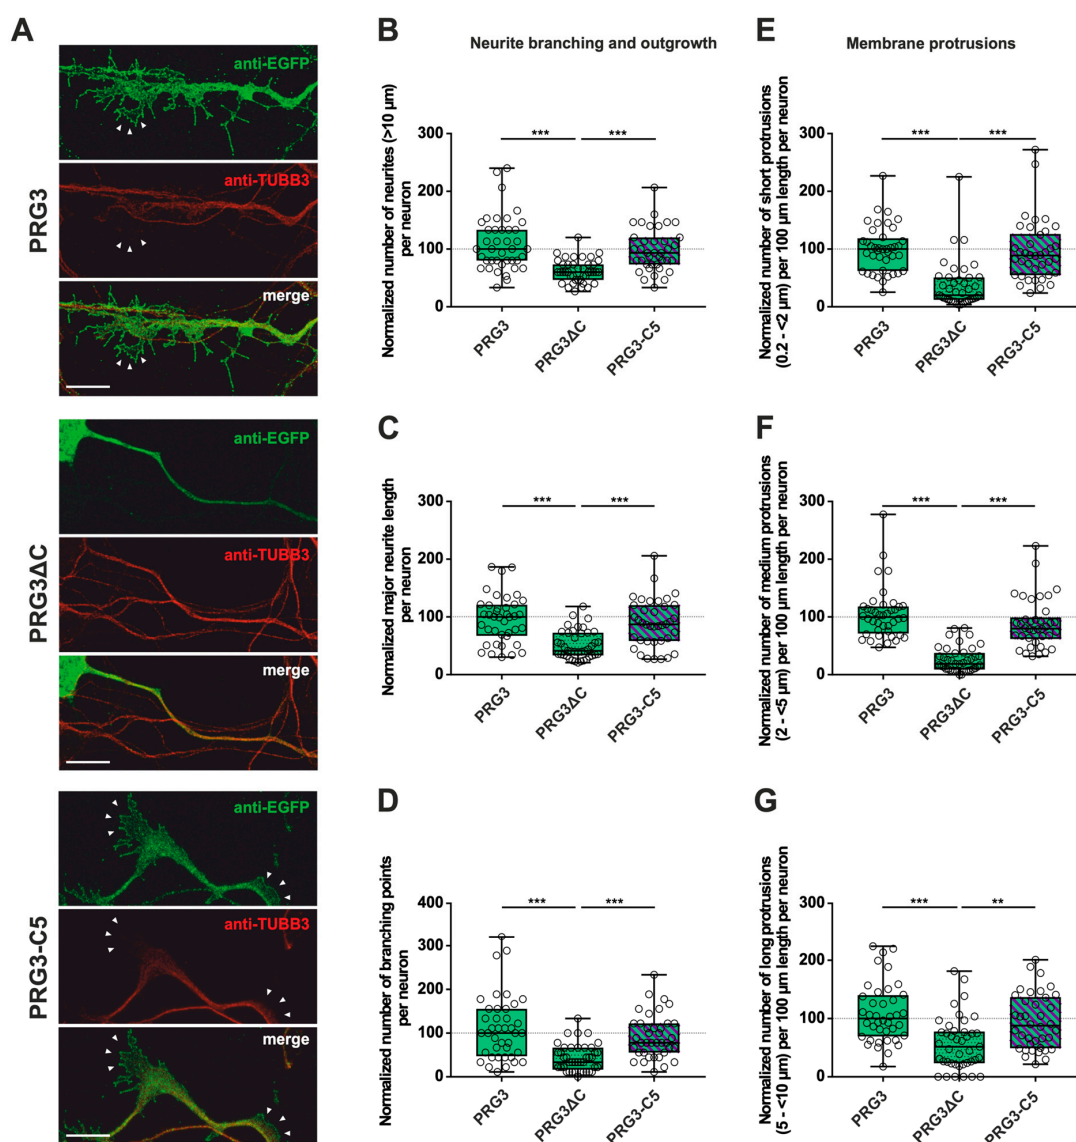 A
PRG3
anti-EGFP
anti-TUBB3
merge
PRG3ΔC
anti-EGFP
anti-TUBB3
merge
PRG3-C5
anti-EGFP
anti-TUBB3
merge
B
Neurite branching and outgrowth
Normalized number of neurites (>10 µm)
per neuron
300
200
100
0
***
***
PRG3
PRG3ΔC
PRG3-C5
C
Normalized major neurite length
per neuron
300
200
100
0
***
***
PRG3
PRG3ΔC
PRG3-C5
D
Normalized number of branching points
per neuron
400
300
200
100
0
***
***
PRG3
PRG3ΔC
PRG3-C5
E
Membrane protrusions
Normalized number of short protrusions
(0.2 - <2 µm) per 100 µm length per neuron
300
200
100
0
***
***
PRG3
PRG3ΔC
PRG3-C5
F
Normalized number of medium protrusions
(2 - <5 µm) per 100 µm length per neuron
300
200
100
0
***
***
PRG3
PRG3ΔC
PRG3-C5
G
Normalized number of long protrusions
(5 - <10 µm) per 100 µm length per neuron
300
200
100
0
***
**
PRG3
PRG3ΔC
PRG3-C5